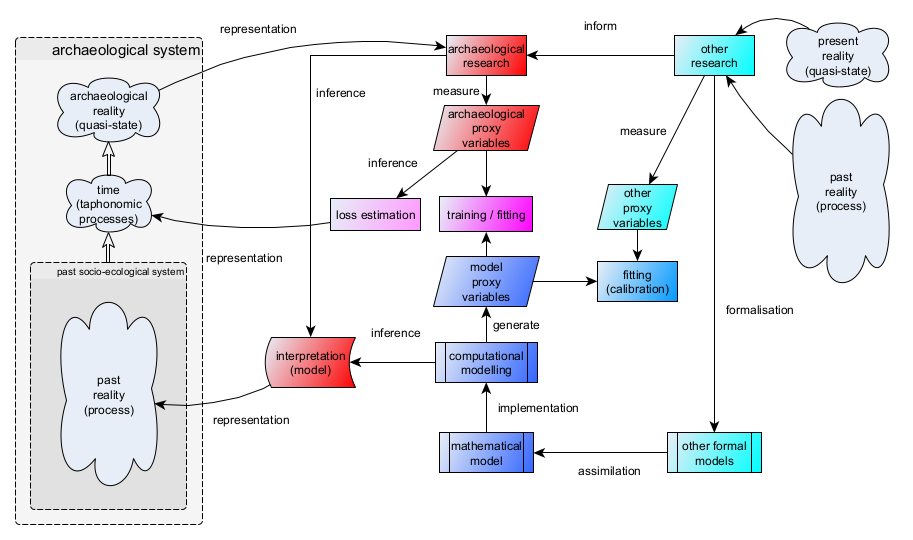 archaeological system
archaeological
reality
(quasi-state)
time
(taphonomic
processes)
past socio-ecological system
past
reality
(process)
representation
inference
archaeological
research
measure
archaeological
proxy
variables
inference
loss estimation
training / fitting
representation
model
proxy
variables
generate
inference
interpretation
(model)
computational
modelling
representation
implementation
mathematical
model
assimilation
inform
other
research
present
reality
(quasi-state)
measure
past
reality
(process)
other
proxy
variables
fitting
(calibration)
formalisation
other formal
models